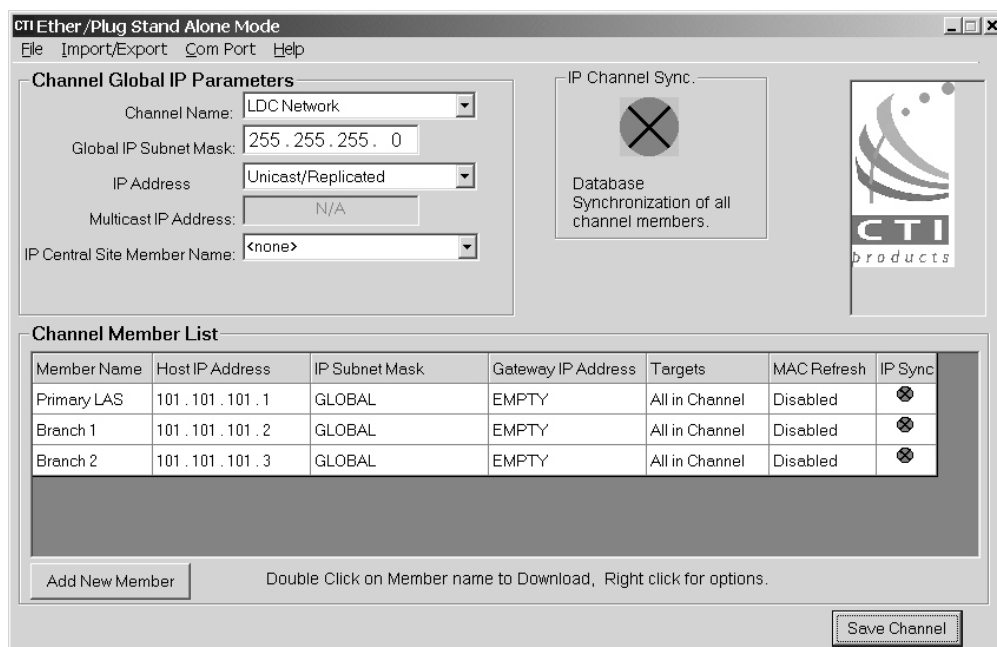 CTI Ether/Plug Stand Alone Mode
File Import/Export Com Port Help
Channel Global IP Parameters
Channel Name: LDC Network
Global IP Subnet Mask: 255.255.255. 0
IP Address Unicast/Replicated
Multicast IP Address: N/A
IP Central Site Member Name: <none>
IP Channel Sync.
Database
Synchronization of all
channel members.
CTI
products
Channel Member List
Member Name Host IP Address IP Subnet Mask Gateway IP Address Targets MAC Refresh IP Sync
Primary LAS 101 . 101 . 101 . 1 GLOBAL EMPTY All in Channel Disabled
Branch 1 101 . 101 . 101 . 2 GLOBAL EMPTY All in Channel Disabled
Branch 2 101 . 101 . 101 . 3 GLOBAL EMPTY All in Channel Disabled
Add New Member
Double Click on Member name to Download, Right click for options.
Save Channel